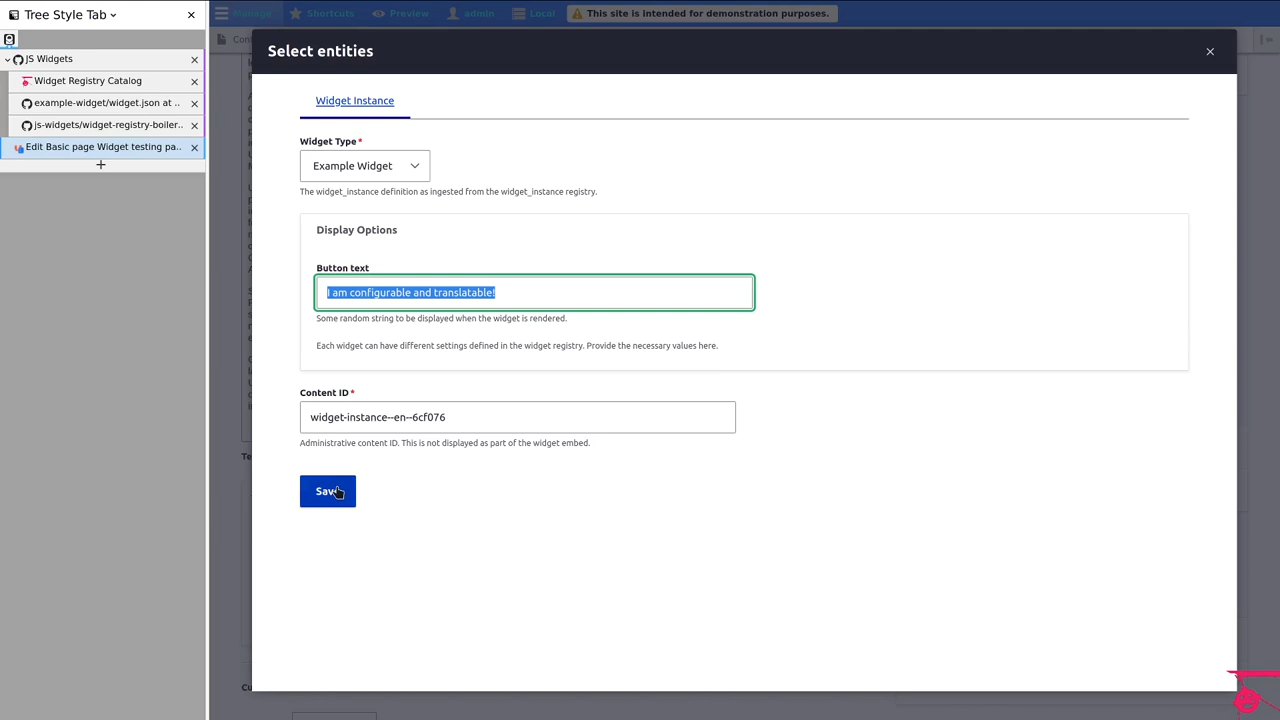 Tree Style Tab
JS Widgets
Widget Registry Catalog
example-widget/widget.json at ..
js-widgets/widget-registry-boiler..
Edit Basic page Widget testing pa..
Manage
Shortcuts
Preview
admin
Local
This site is intended for demonstration purposes.
Select entities
Widget Instance
Widget Type*
Example Widget
The widget_instance definition as ingested from the widget_instance registry.
Display Options
Button text
I am configurable and translatable!
Some random string to be displayed when the widget is rendered.
Each widget can have different settings defined in the widget registry. Provide the necessary values here.
Content ID*
widget-instance--en--6cf076
Administrative content ID. This is not displayed as part of the widget embed.
Save